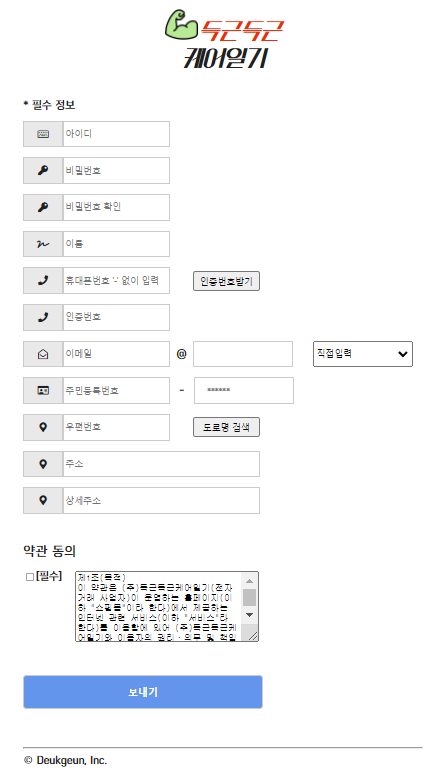 득근득근
케어일기
* 필수 정보
아이디
비밀번호
비밀번호 확인
이름
휴대폰번호 '-' 없이 입력 인증번호받기
인증번호
이메일 @ 직접입력
주민등록번호 - ******
우편번호 도로명 검색
주소
상세주소
약관 동의
[필수] 제1조(목적)
이 약관은 (주)득근득근케어일기(전자
거래 사업자)이 운영하는 홈페이지(이
하 "쇼핑몰"이라 한다)에서 제공하는
인터넷 관련 서비스(이하 "서비스"라
한다)를 이용함에 있어 (주)득근득근케
어일기와 이용자의 권리·의무 및 책임
보내기
© Deukgeun, Inc.